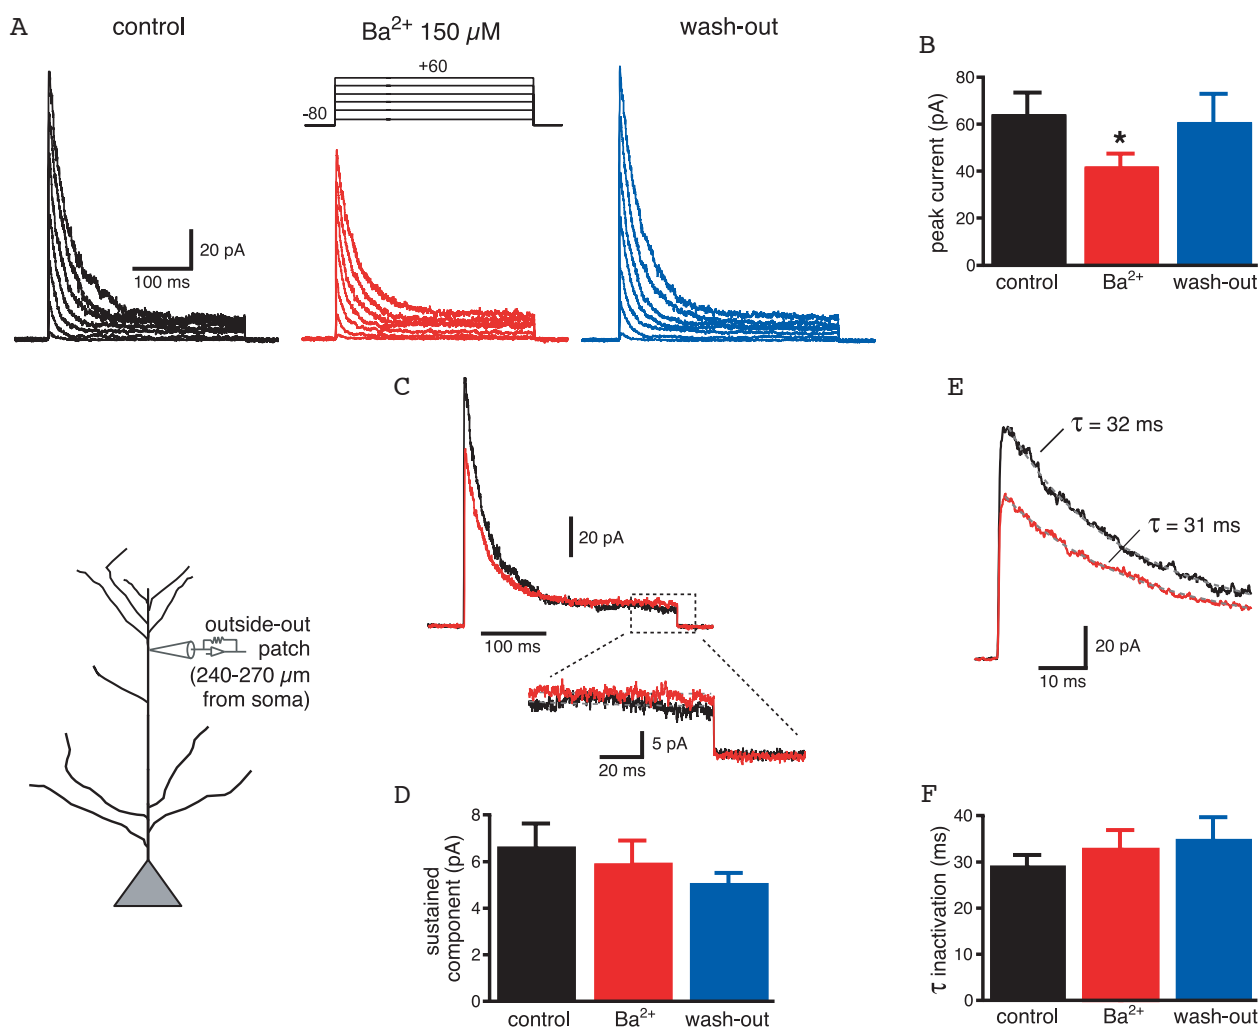 A
control
Ba2+ 150 µM
wash-out
+60
-80
20 pA
100 ms
B
peak current (pA)
80
60
40
20
0
*
control
Ba2+
wash-out
outside-out
patch
(240-270 µm
from soma)
C
20 pA
100 ms
5 pA
20 ms
E
τ = 32 ms
τ = 31 ms
20 pA
10 ms
D
sustained
component (pA)
8
6
4
2
0
control
Ba2+
wash-out
F
τ inactivation (ms)
40
30
20
10
0
control
Ba2+
wash-out